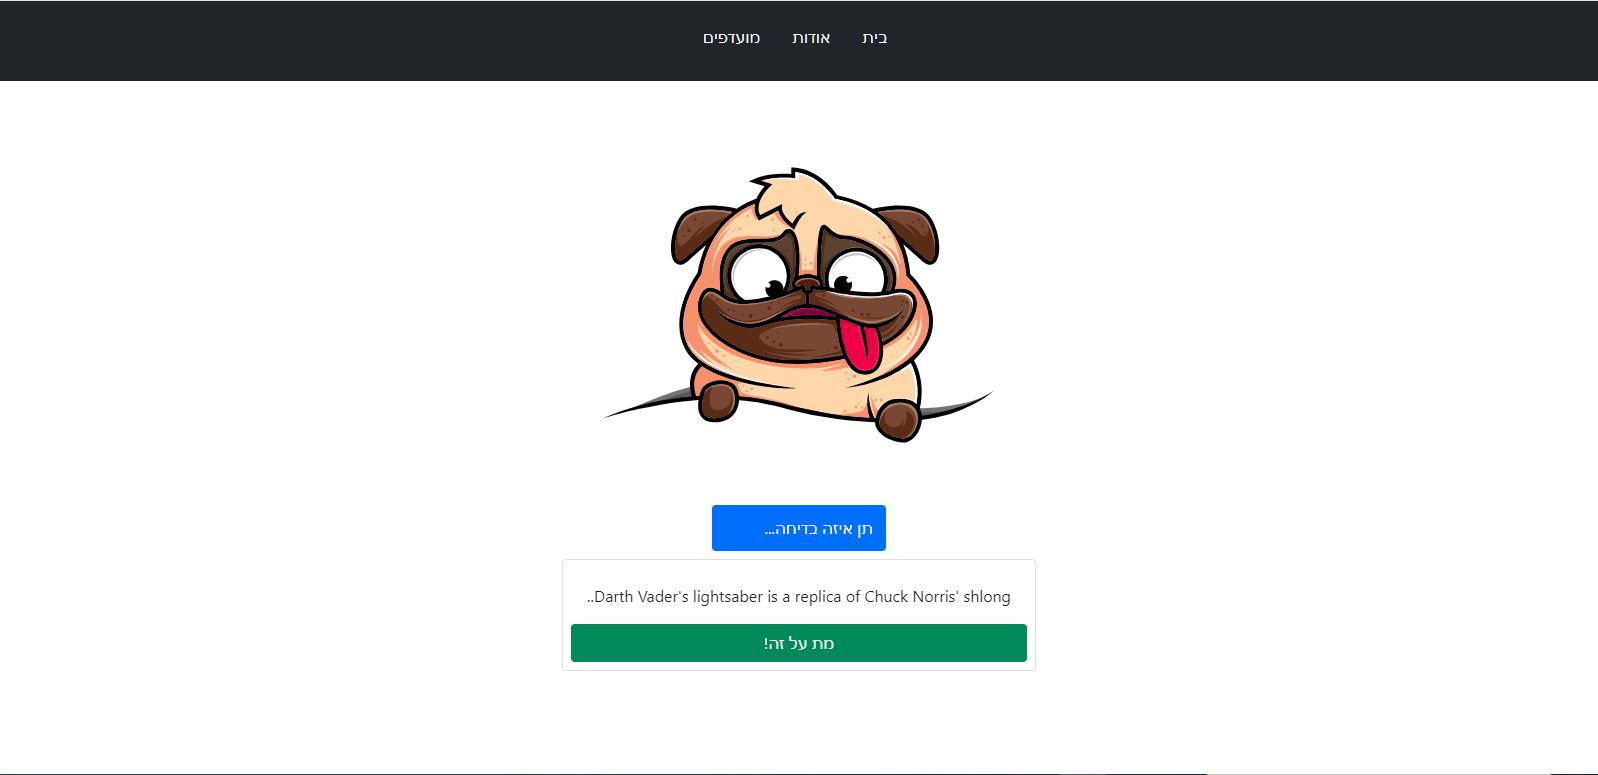 בית אודות מועדפים
תן איזה בדיחה...
..Darth Vader's lightsaber is a replica of Chuck Norris' shlong
מת על זה!